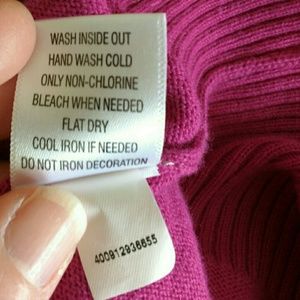 WASH INSIDE OUT
HAND WASH COLD
ONLY NON-CHLORINE
BLEACH WHEN NEEDED
FLAT DRY
COOL IRON IF NEEDED
DO NOT IRON DECORATION
400912936655